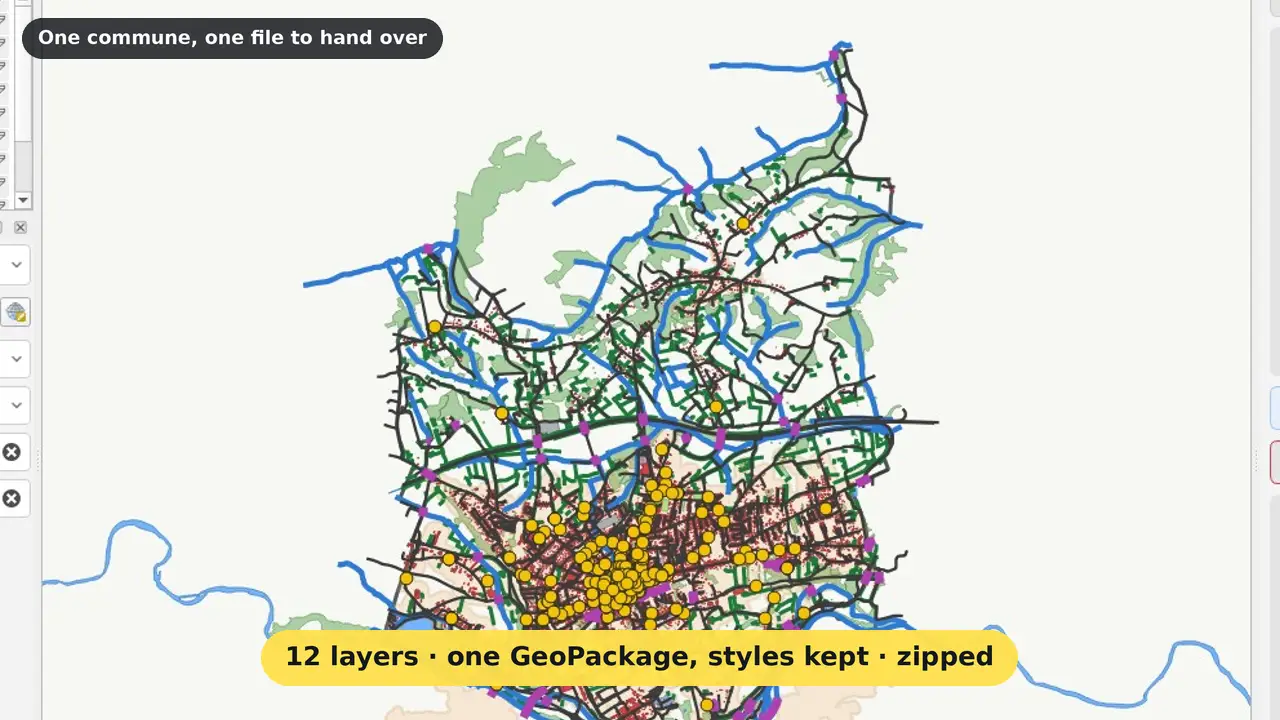 One commune, one file to hand over
12 layers · one GeoPackage, styles kept · zipped